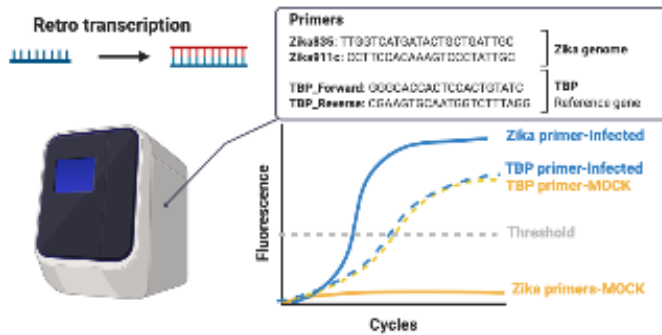 Retro transcription
Primers
Zika835: TTGGTCATGATACTGCTGATTGC
Zika911c: CCTTCCACAAAGTCCCTATTGC
Zika genome
TBP_Forward: GGGCACCACTCCACTGTATC
TBP_Reverse: CGAAGTGCAATGGTCTTTAGG
TBP
Reference gene
Zika primer-Infected
TBP primer-Infected
TBP primer-MOCK
Threshold
Zika primers-MOCK
Fluorescence
Cycles